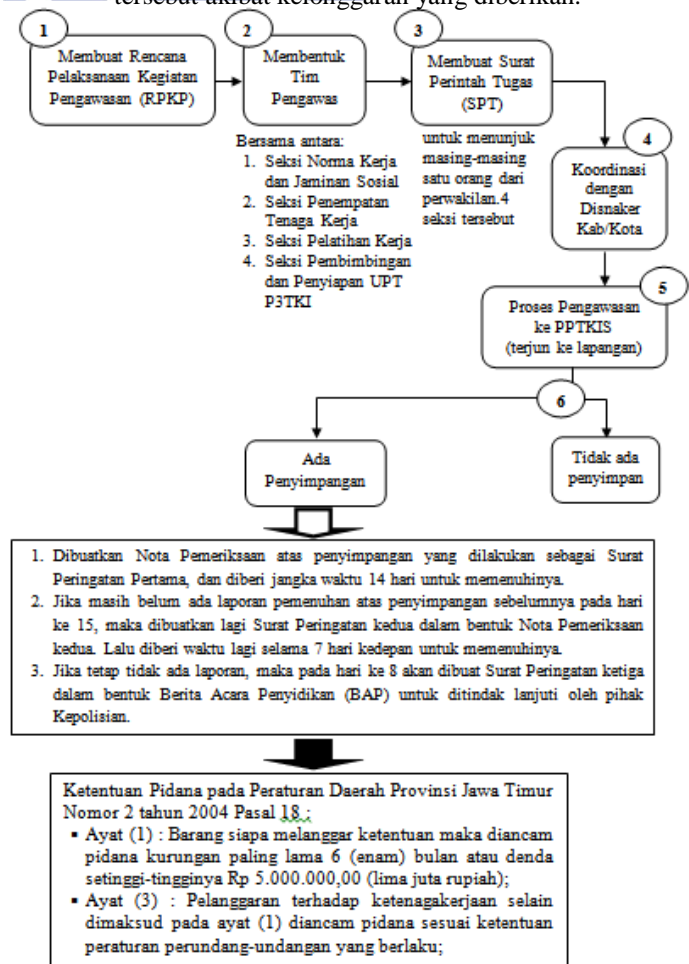 tersebut akibat kelonggaran yang diberikan.
1
Membuat Rencana
Pelaksanaan Kegiatan
Pengawasan (RPKP)
2
Membentuk
Tim
Pengawas
3
Membuat Surat
Perintah Tugas
(SPT)
Bersama antara:
1. Seksi Norma Kerja
dan Jaminan Sosial
2. Seksi Penempatan
Tenaga Kerja
3. Seksi Pelatihan Kerja
4. Seksi Pembimbingan
dan Penyiapan UPT
P3TKI
untuk menunjuk
masing-masing
satu orang dari
perwakilan.4
seksi tersebut
4
Koordinasi
dengan
Disnaker
Kab/Kota
5
Proses Pengawasan
ke PPTKIS
(terjun ke lapangan)
6
Ada
Penyimpangan
Tidak ada
penyimpan
1. Dibuatkan Nota Pemeriksaan atas penyimpangan yang dilakukan sebagai Surat
Peringatan Pertama, dan diberi jangka waktu 14 hari untuk memenuhinya.
2. Jika masih belum ada laporan pemenuhan atas penyimpangan sebelumnya pada hari
ke 15, maka dibuatkan lagi Surat Peringatan kedua dalam bentuk Nota Pemeriksaan
kedua. Lalu diberi waktu lagi selama 7 hari kedepan untuk memenuhinya.
3. Jika tetap tidak ada laporan, maka pada hari ke 8 akan dibuat Surat Peringatan ketiga
dalam bentuk Berita Acara Penyidikan (BAP) untuk ditindak lanjuti oleh pihak
Kepolisian.
Ketentuan Pidana pada Peraturan Daerah Provinsi Jawa Timur
Nomor 2 tahun 2004 Pasal 18 :
▪ Ayat (1) : Barang siapa melanggar ketentuan maka diancam
pidana kurungan paling lama 6 (enam) bulan atau denda
setinggi-tingginya Rp 5.000.000,00 (lima juta rupiah);
▪ Ayat (3) : Pelanggaran terhadap ketenagakerjaan selain
dimaksud pada ayat (1) diancam pidana sesuai ketentuan
peraturan perundang-undangan yang berlaku;